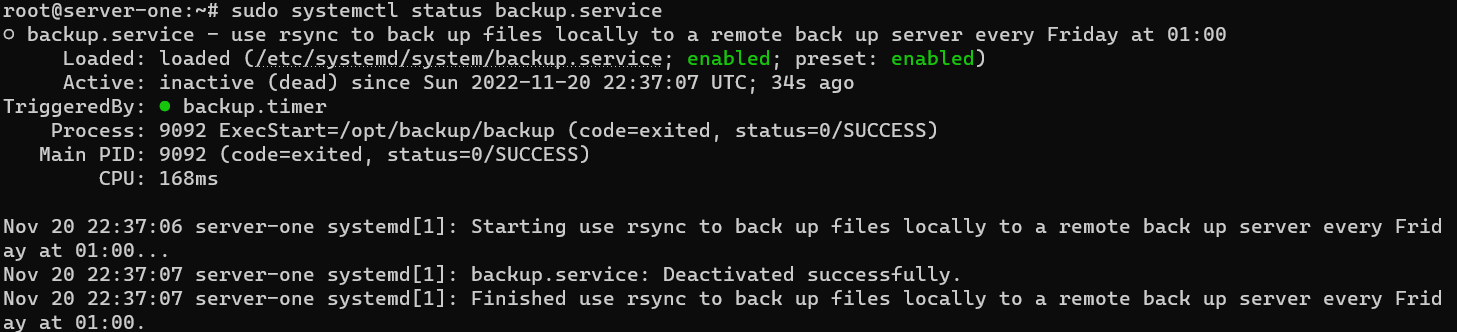 root@server-one:~# sudo systemctl status backup.service
○ backup.service - use rsync to back up files locally to a remote back up server every Friday at 01:00
     Loaded: loaded (/etc/systemd/system/backup.service; enabled; preset: enabled)
     Active: inactive (dead) since Sun 2022-11-20 22:37:07 UTC; 34s ago
TriggeredBy: ● backup.timer
    Process: 9092 ExecStart=/opt/backup/backup (code=exited, status=0/SUCCESS)
   Main PID: 9092 (code=exited, status=0/SUCCESS)
        CPU: 168ms

Nov 20 22:37:06 server-one systemd[1]: Starting use rsync to back up files locally to a remote back up server every Frid
ay at 01:00...
Nov 20 22:37:07 server-one systemd[1]: backup.service: Deactivated successfully.
Nov 20 22:37:07 server-one systemd[1]: Finished use rsync to back up files locally to a remote back up server every Frid
ay at 01:00.